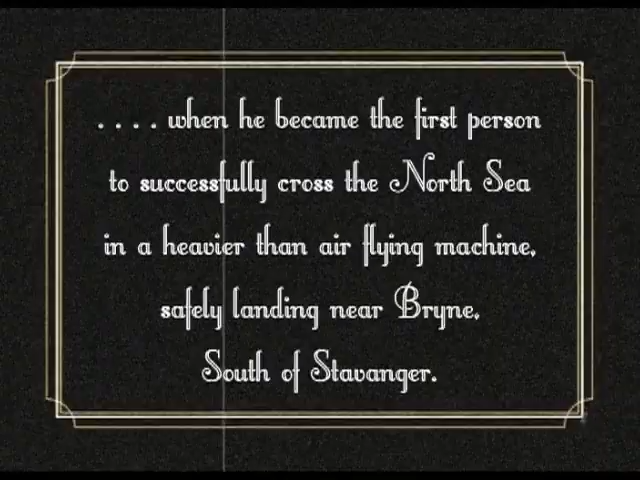 . . . . when he became the first person
to successfully cross the North Sea
in a heavier than air flying machine,
safely landing near Bryne,
South of Stavanger.